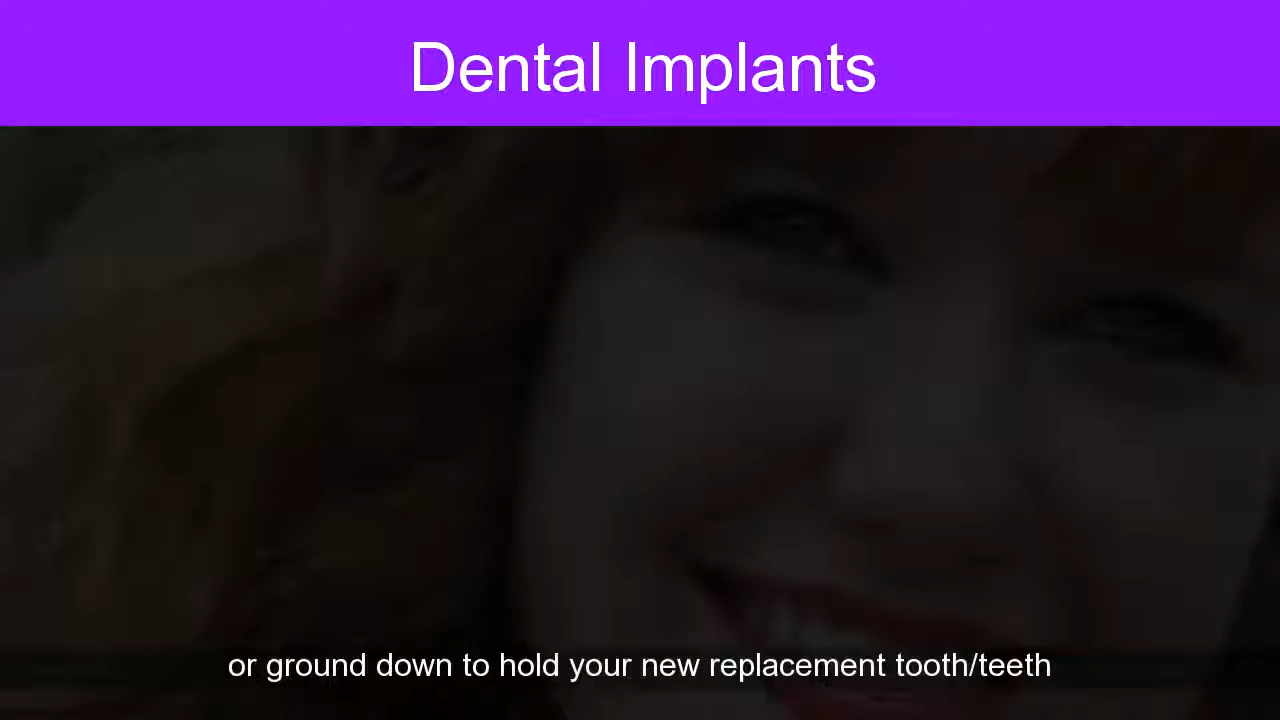 Dental Implants
or ground down to hold your new replacement tooth/teeth